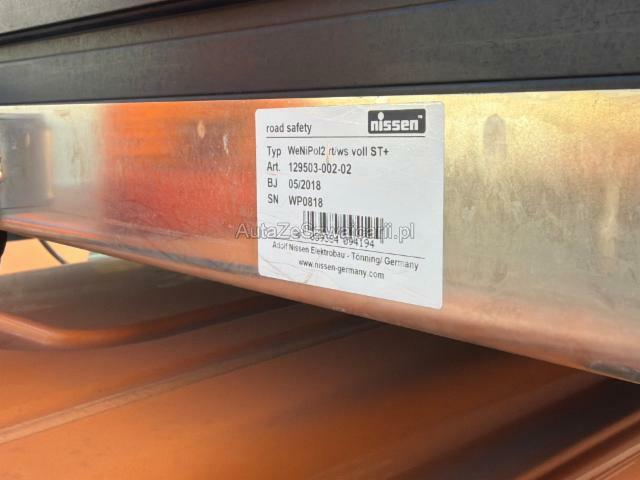 road safety nissen
Typ WeNiPol2 rt/ws voll ST+
Art. 129503-002-02
BJ 05/2018
SN WP0818
AutaZeSzwajcarii.pl
Adolf Nissen Elektrobau - Tönning/ Germany
www.nissen-germany.com